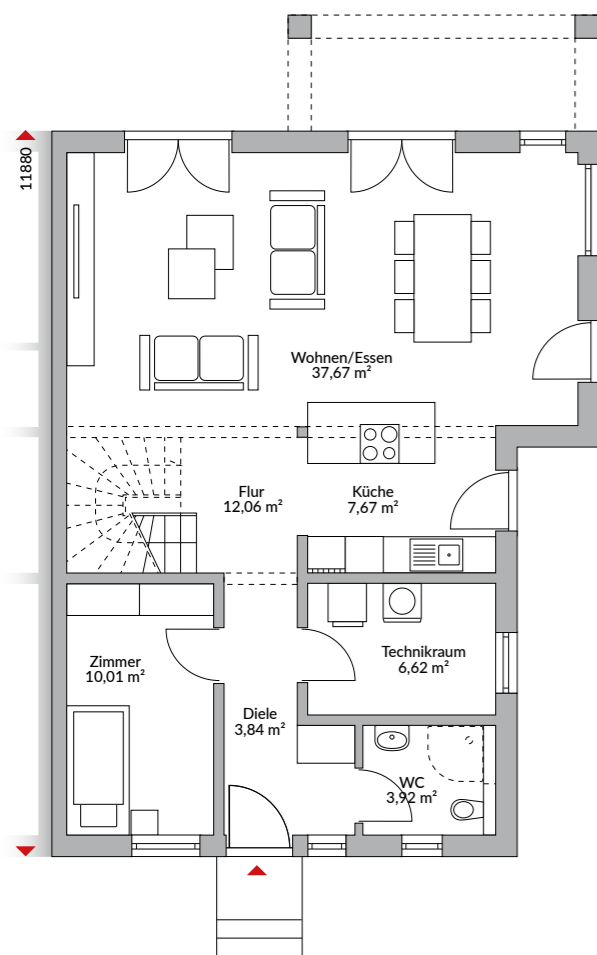 11880
Wohnen/Essen
37,67 m²
Flur
12,06 m²
Küche
7,67 m²
Zimmer
10,01 m²
Technikraum
6,62 m²
Diele
3,84 m²
WC
3,92 m²